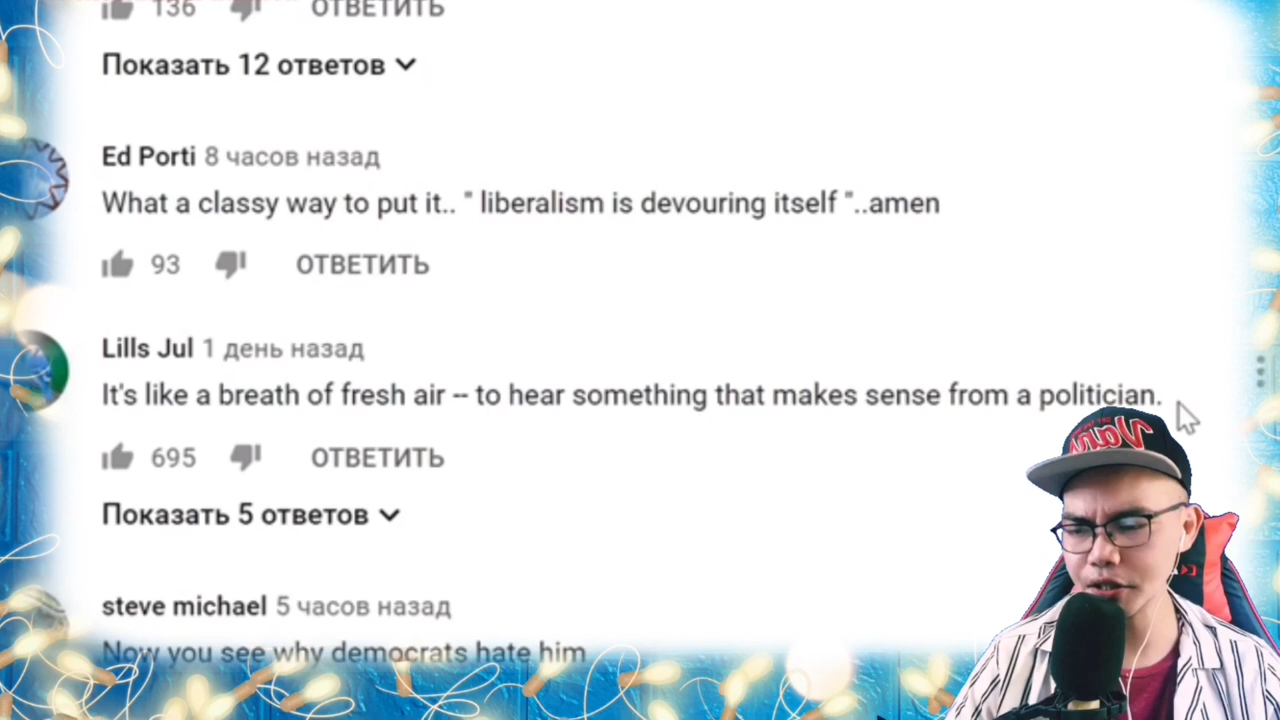 136 ОТВЕТИТЬ
Показать 12 ответов
Ed Porti 8 часов назад
What a classy way to put it.. " liberalism is devouring itself "..amen
93 ОТВЕТИТЬ
Lills Jul 1 день назад
It's like a breath of fresh air -- to hear something that makes sense from a politician.
695 ОТВЕТИТЬ
Показать 5 ответов
steve michael 5 часов назад
Now you see why democrats hate him
Vans